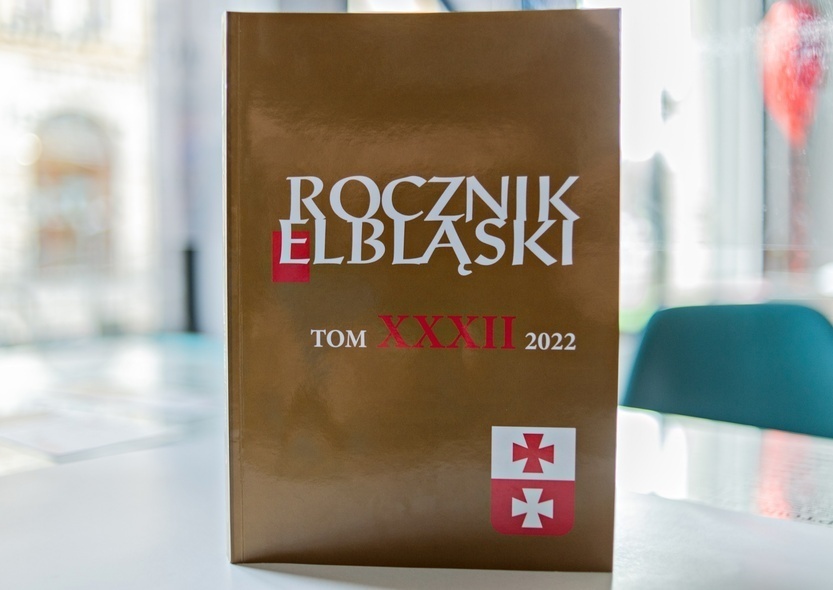 ROCZNIK
ELBLĄSKI
TOM XXXII 2022